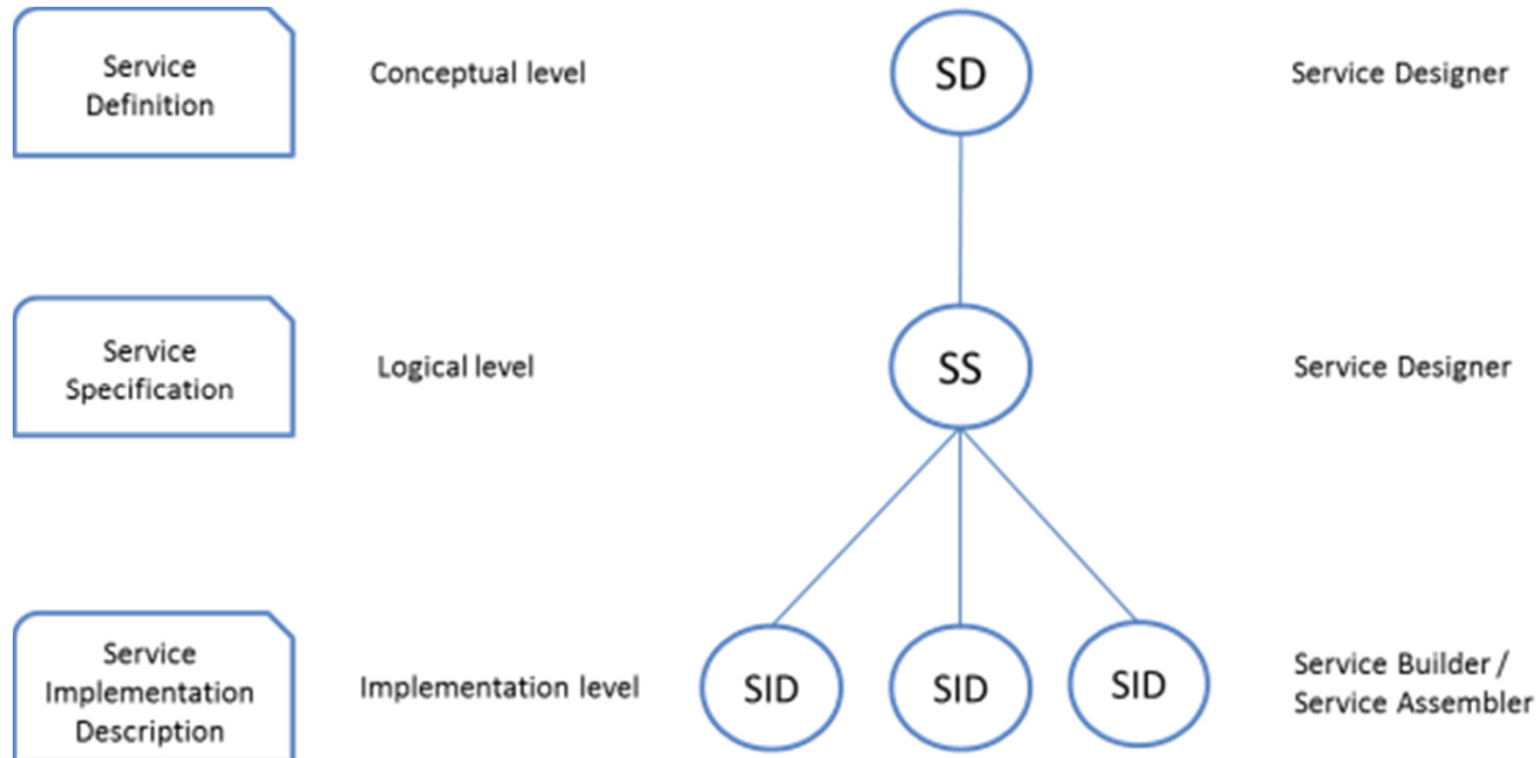 Service
Definition
Conceptual level
SD
Service Designer
Service
Specification
Logical level
SS
Service Designer
Service
Implementation
Description
Implementation level
SID
SID
SID
Service Builder /
Service Assembler